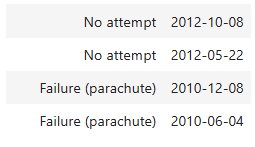 No attempt 2012-10-08
No attempt 2012-05-22
Failure (parachute) 2010-12-08
Failure (parachute) 2010-06-04